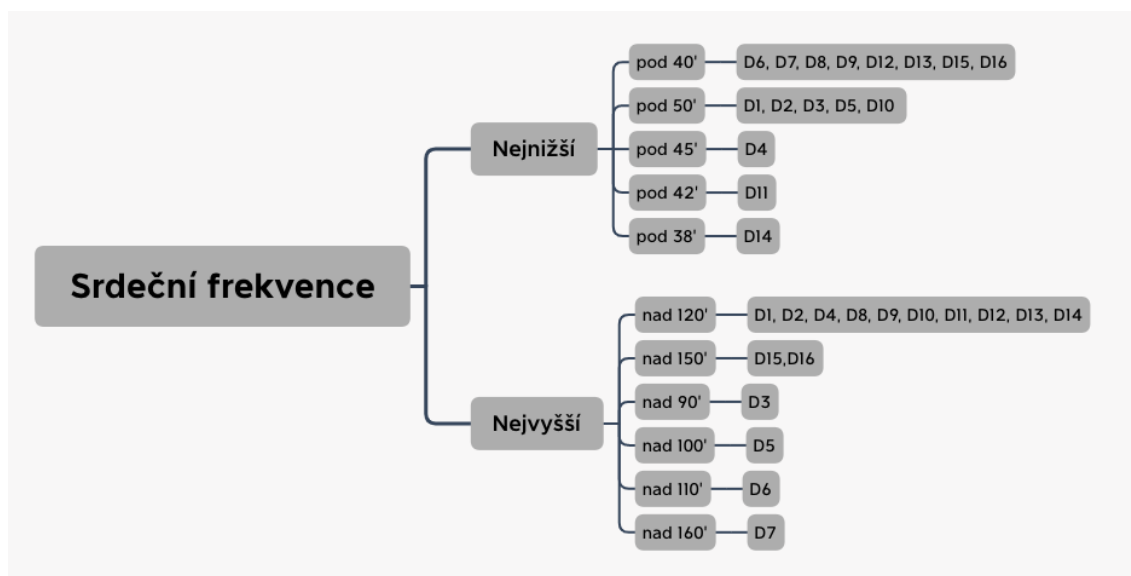 Srdeční frekvence
Nejnižší
pod 40' D6, D7, D8, D9, D12, D13, D15, D16
pod 50' D1, D2, D3, D5, D10
pod 45' D4
pod 42' D11
pod 38' D14
Nejvyšší
nad 120' D1, D2, D4, D8, D9, D10, D11, D12, D13, D14
nad 150' D15,D16
nad 90' D3
nad 100' D5
nad 110' D6
nad 160' D7